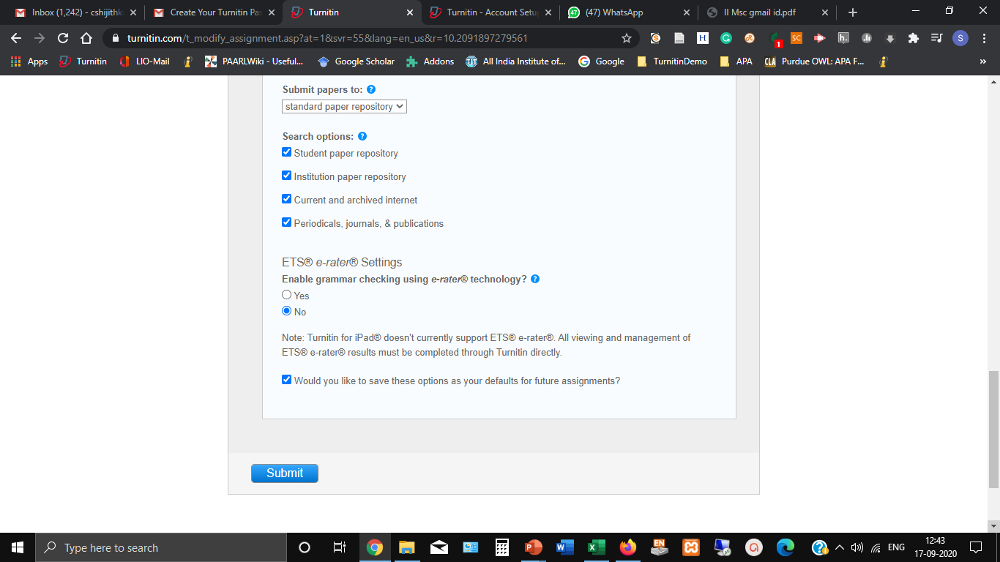 Inbox (1,242) - cshijithk
Create Your Turnitin Pas
Turnitin
Turnitin - Account Setu
(47) WhatsApp
II Msc gmail id.pdf
turnitin.com/t_modify_assignment.asp?at=1&svr=55&lang=en_us&r=10.2091897279561
Apps
Turnitin
LIO-Mail
PAARLWiki - Useful...
Google Scholar
Addons
All India Institute of...
Google
TurnitinDemo
APA
Purdue OWL: APA F...
Submit papers to:
standard paper repository
Search options:
Student paper repository
Institution paper repository
Current and archived internet
Periodicals, journals, & publications
ETS® e-rater® Settings
Enable grammar checking using e-rater® technology?
Yes
No
Note: Turnitin for iPad® doesn't currently support ETS® e-rater®. All viewing and management of
ETS® e-rater® results must be completed through Turnitin directly.
Would you like to save these options as your defaults for future assignments?
Submit
Type here to search
ENG
12:43
17-09-2020